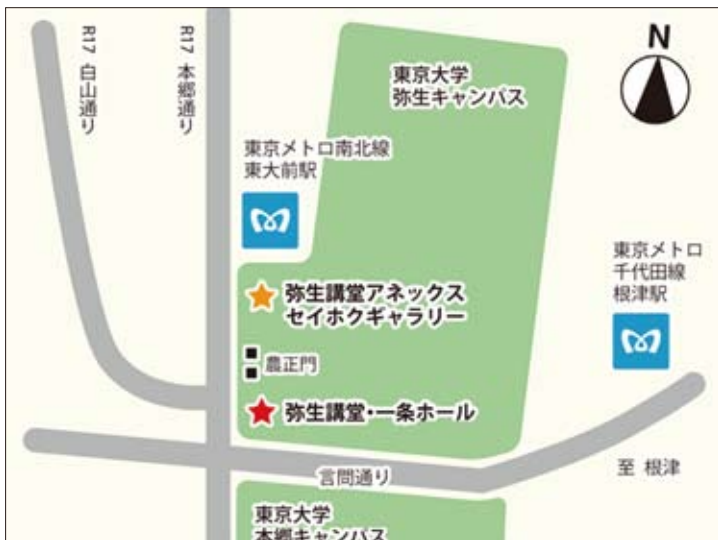 R17 白山通り
R17 本郷通り
東京大学
弥生キャンパス
N
東京メトロ南北線
東大前駅
東京メトロ
千代田線
根津駅
弥生講堂アネックス
セイホクギャラリー
農正門
弥生講堂・一条ホール
言問通り
至 根津
東京大学
本郷キャンパス